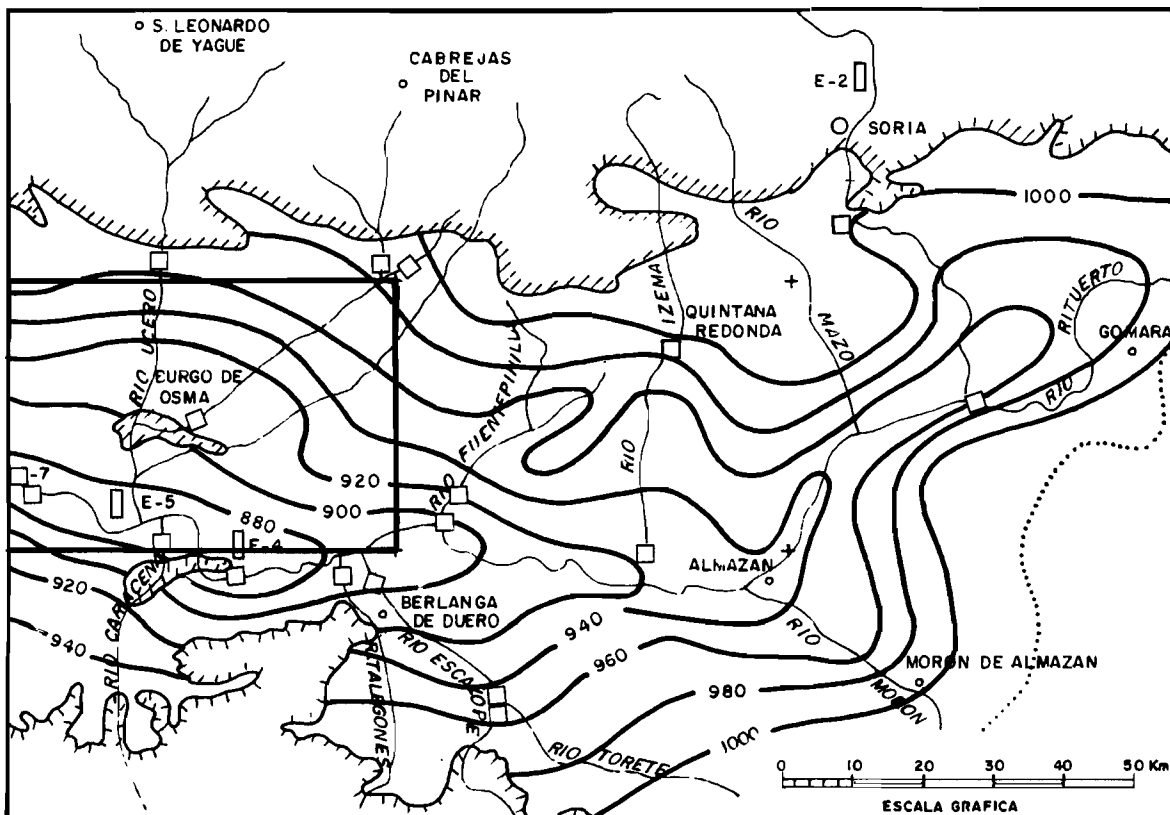 S. LEONARDO
DE YAGUE
CABREJAS
DEL
PINAR
E-2
SORIA
1000
RIO
IZEMA
RITUERTO
RIO UCERO
QUINTANA
REDONDA
MAZO
GOMARA
RIO
BURGO DE
OSMA
RIO FUENTEPINILLA
RIO
920
-7
E-5
900
880
E-4
ALMAZAN
920
RIO CARACENA
BERLANGA
DE DUERO
940
RIO
940
RIO ESCALOPE
960
MORON DE ALMAZAN
980
MORON
RIO TORETE
1000
0 10 20 30 40 50 Km
ESCALA GRAFICA